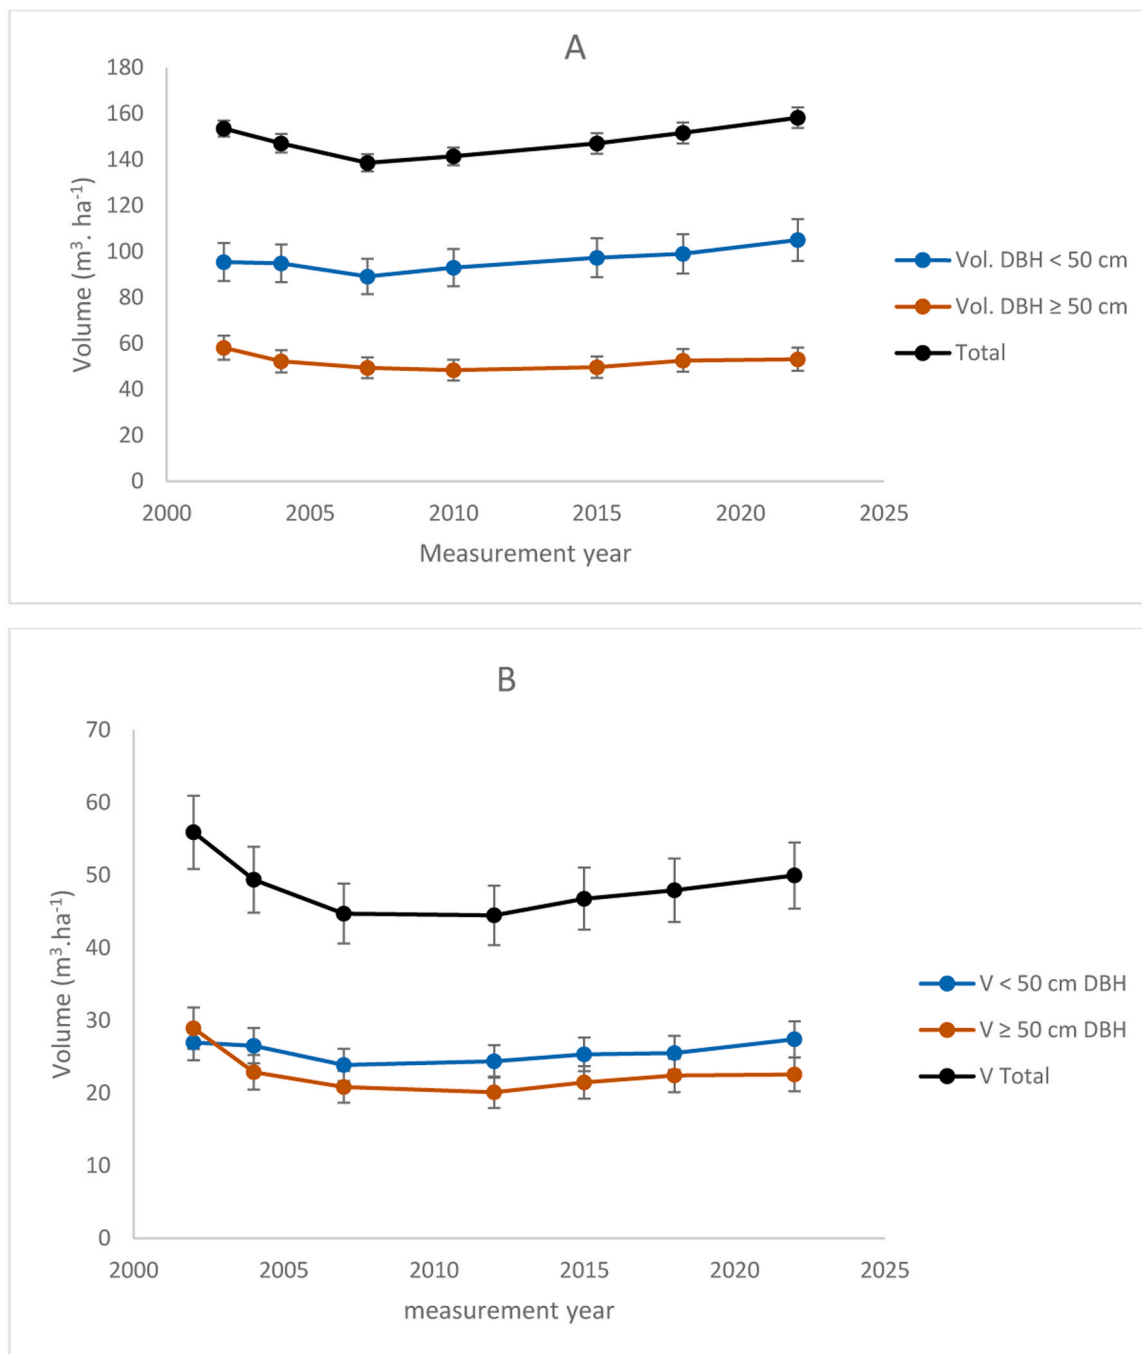 A
180
160
140
120
100
80
60
40
20
0
Volume (m³. ha⁻¹)
2000 2005 2010 2015 2020 2025
Measurement year
Vol. DBH < 50 cm
Vol. DBH ≥ 50 cm
Total
B
70
60
50
40
30
20
10
0
Volume (m³.ha⁻¹)
2000 2005 2010 2015 2020 2025
measurement year
V < 50 cm DBH
V ≥ 50 cm DBH
V Total